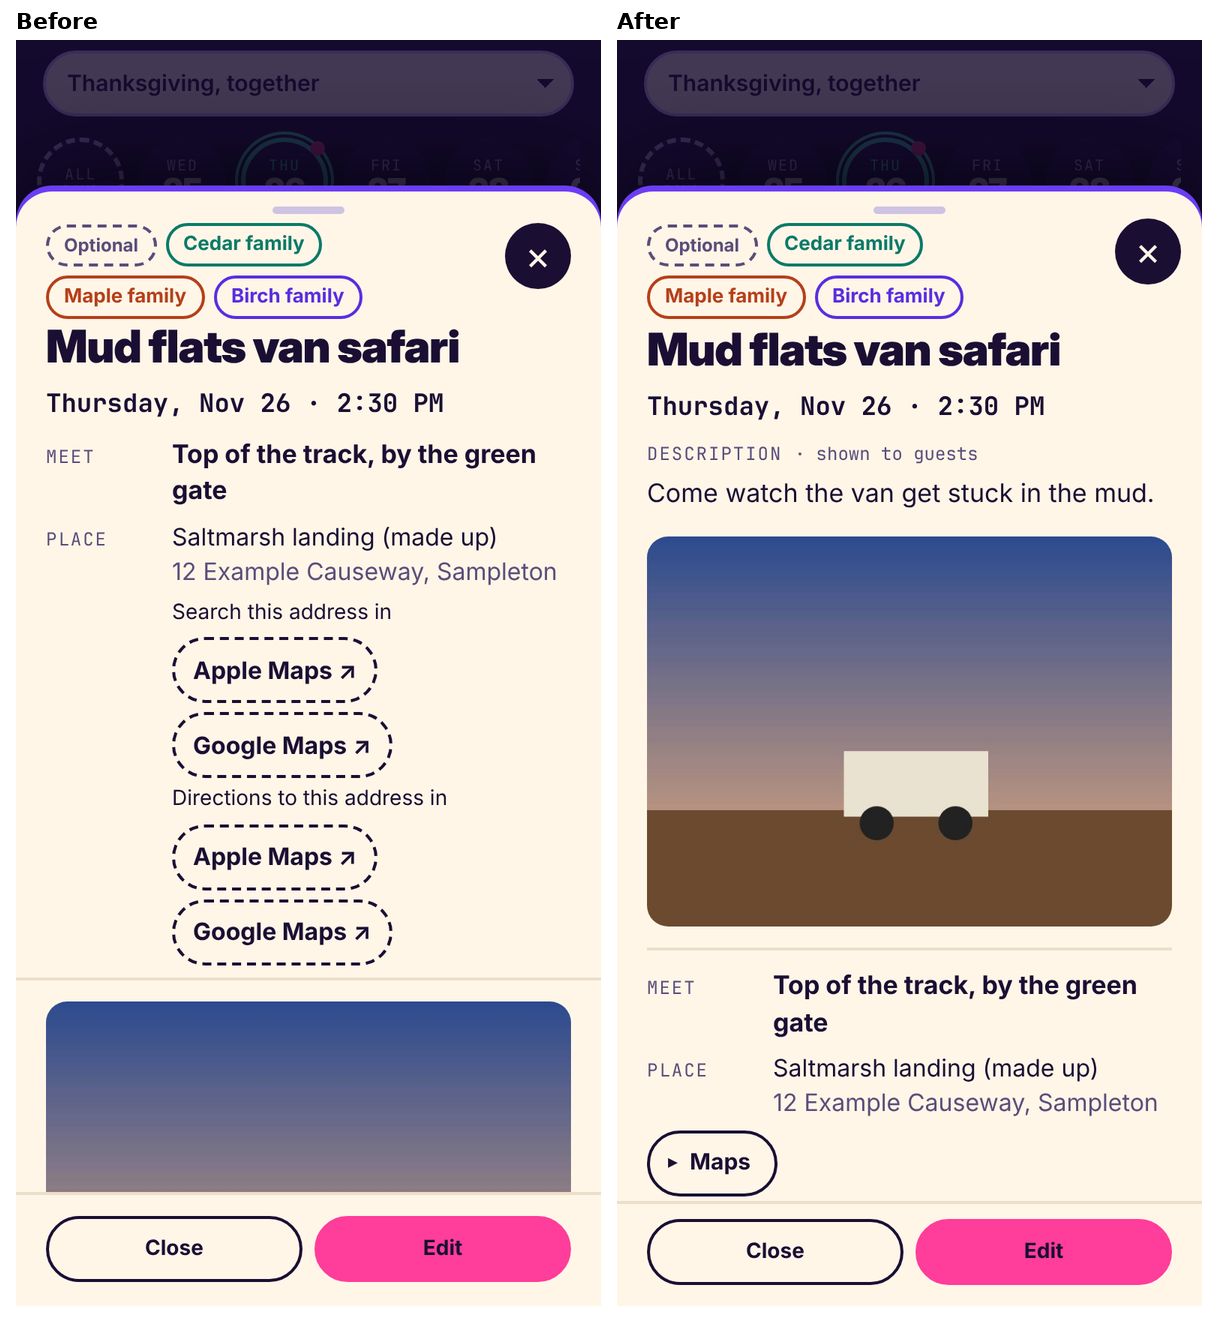 Before
Thanksgiving, together
ALL
WED
THU
FRI
SAT
Optional
Cedar family
×
Maple family
Birch family
Mud flats van safari
Thursday, Nov 26 · 2:30 PM
MEET
Top of the track, by the green
gate
PLACE
Saltmarsh landing (made up)
12 Example Causeway, Sampleton
Search this address in
Apple Maps ↗
Google Maps ↗
Directions to this address in
Apple Maps ↗
Google Maps ↗
Close
Edit
After
Thanksgiving, together
ALL
WED
THU
FRI
SAT
Optional
Cedar family
×
Maple family
Birch family
Mud flats van safari
Thursday, Nov 26 · 2:30 PM
DESCRIPTION · shown to guests
Come watch the van get stuck in the mud.
MEET
Top of the track, by the green
gate
PLACE
Saltmarsh landing (made up)
12 Example Causeway, Sampleton
▸ Maps
Close
Edit